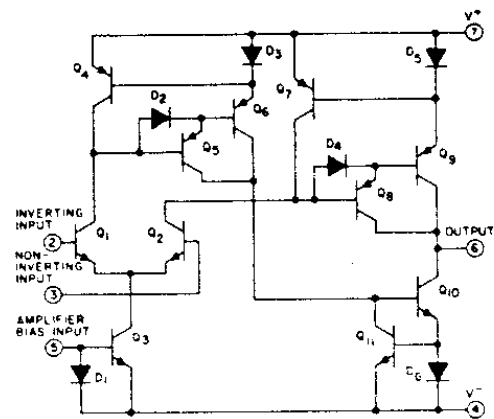 V+
7
Q4
D3
D5
Q7
D2
Q6
Q5
D4
Q9
Q8
INVERTING
INPUT
2
Q1
Q2
OUTPUT
6
NON-
INVERTING
INPUT
3
Q10
AMPLIFIER
BIAS INPUT
5
Q3
Q11
D1
D6
V-
4